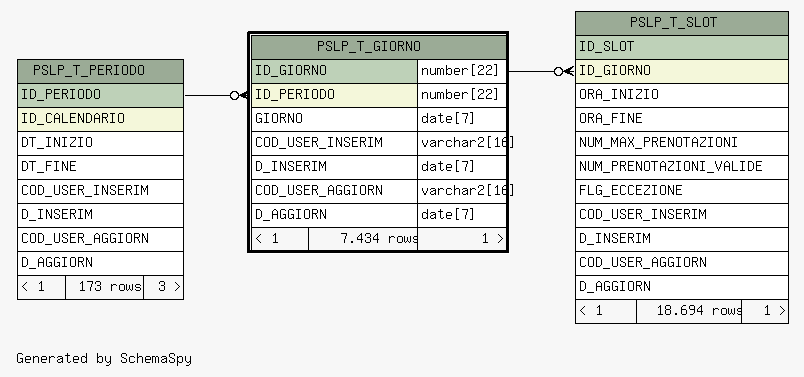 PSLP_T_PERIODO
ID_PERIODO
ID_CALENDARIO
DT_INIZIO
DT_FINE
COD_USER_INSERIM
D_INSERIM
COD_USER_AGGIORN
D_AGGIORN
< 1 173 rows 3 >
PSLP_T_GIORNO
ID_GIORNO number[22]
ID_PERIODO number[22]
GIORNO date[7]
COD_USER_INSERIM varchar2[16]
D_INSERIM date[7]
COD_USER_AGGIORN varchar2[16]
D_AGGIORN date[7]
< 1 7.434 rows 1 >
PSLP_T_SLOT
ID_SLOT
ID_GIORNO
ORA_INIZIO
ORA_FINE
NUM_MAX_PRENOTAZIONI
NUM_PRENOTAZIONI_VALIDE
FLG_ECCEZIONE
COD_USER_INSERIM
D_INSERIM
COD_USER_AGGIORN
D_AGGIORN
< 1 18.694 rows 1 >
Generated by SchemaSpy